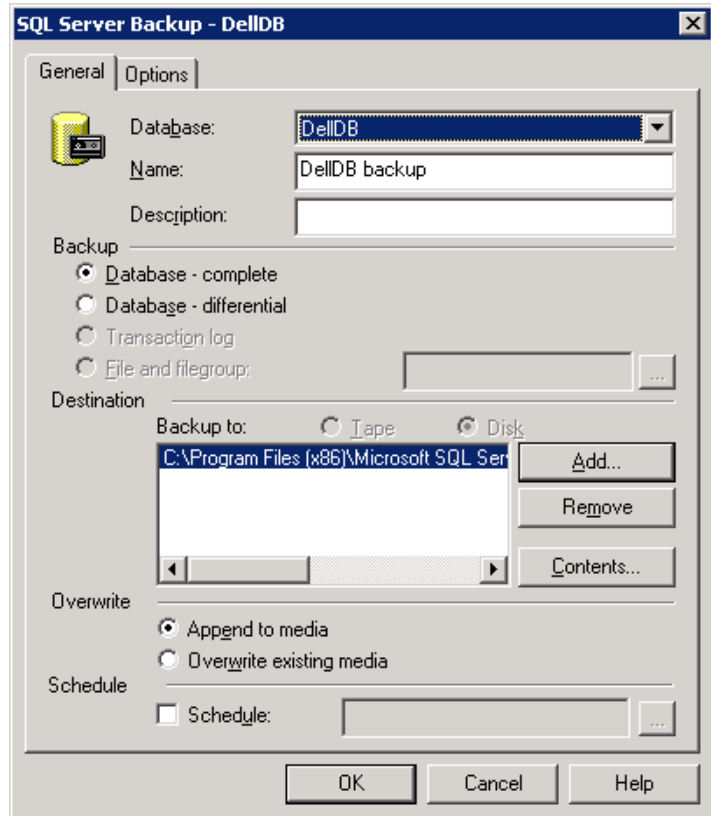 SQL Server Backup - DellDB
General Options
Database: DellDB
Name: DellDB backup
Description:
Backup
Database - complete
Database - differential
Transaction log
File and filegroup: ...
Destination
Backup to: Tape Disk
C:\Program Files (x86)\Microsoft SQL Ser Add...
Remove
Contents...
Overwrite
Append to media
Overwrite existing media
Schedule
Schedule: ...
OK Cancel Help